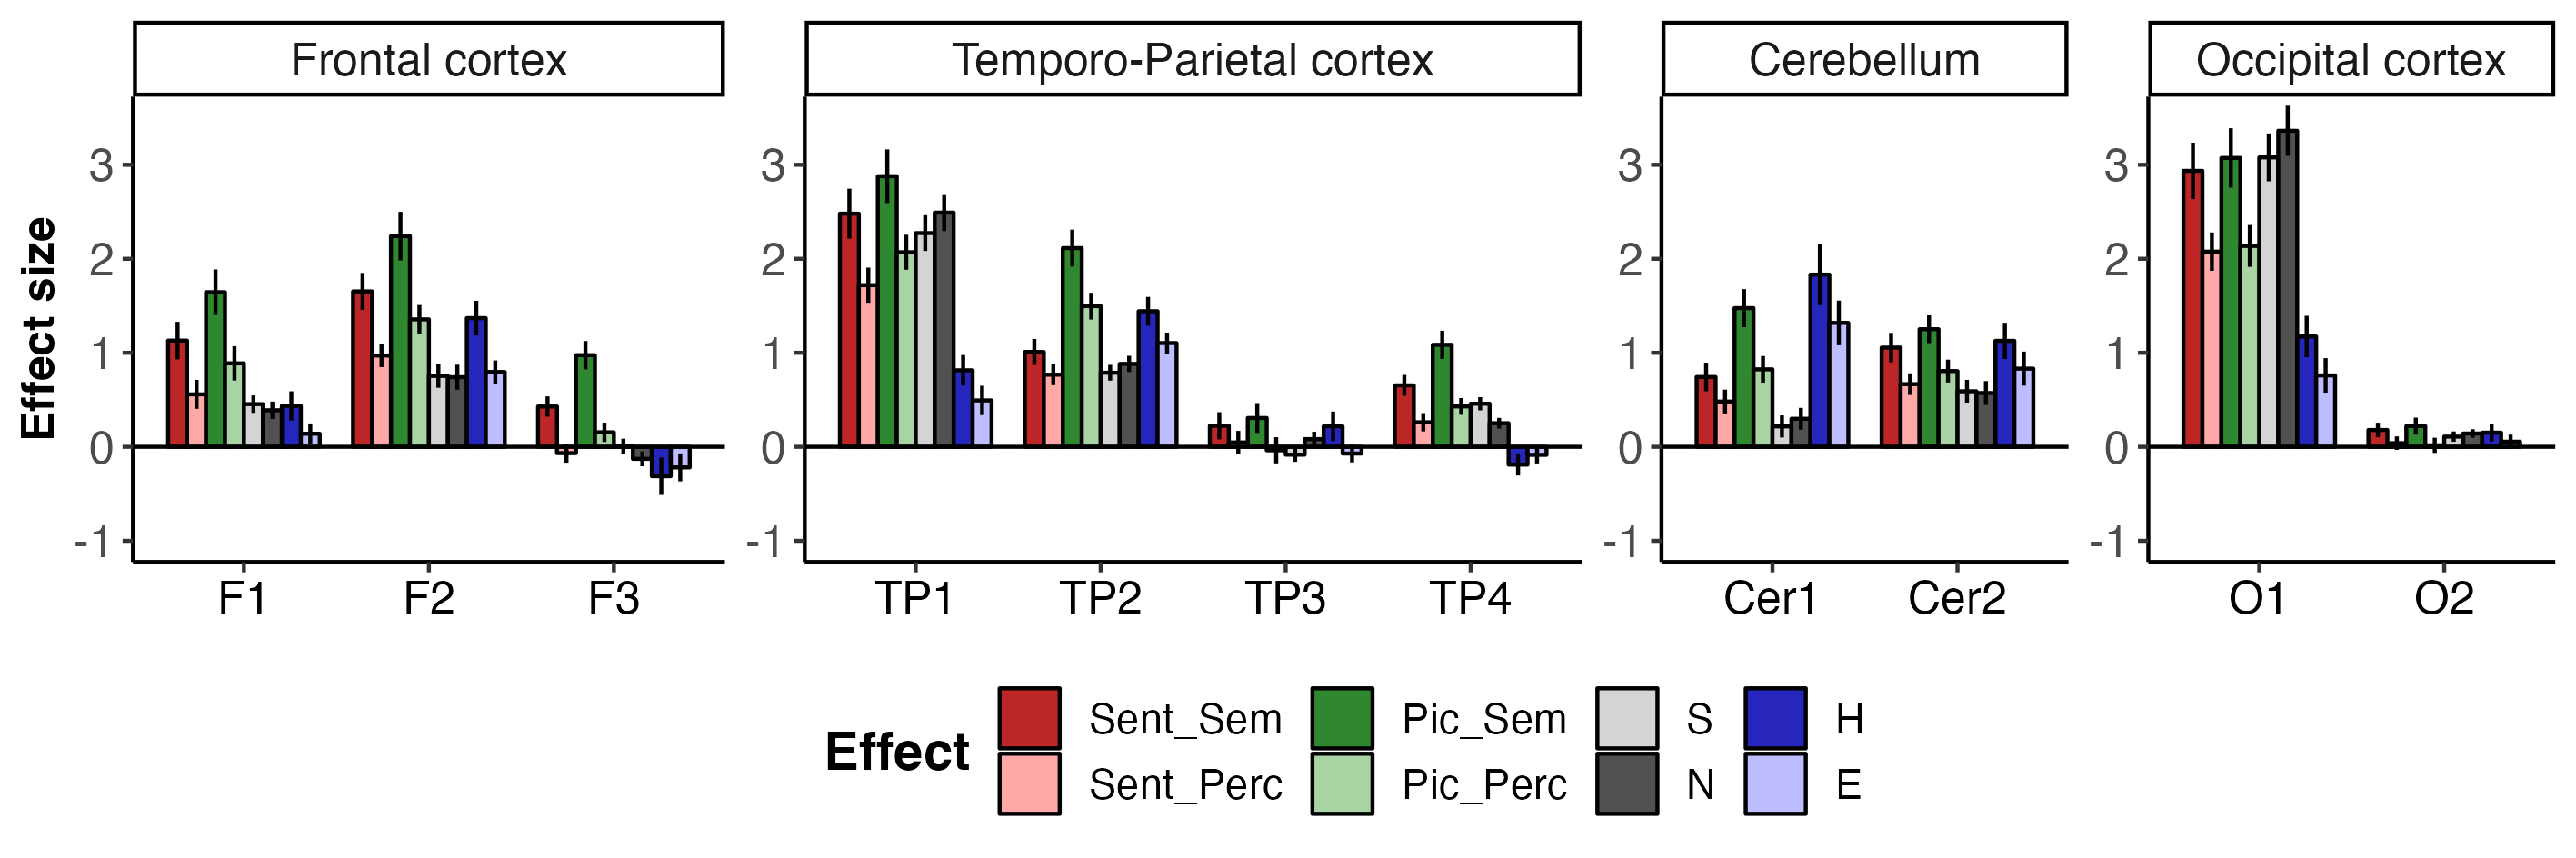 Frontal cortex
Temporo-Parietal cortex
Cerebellum
Occipital cortex
Effect size
3
2
1
0
-1
3
2
1
0
-1
3
2
1
0
-1
3
2
1
0
-1
F1 F2 F3
TP1 TP2 TP3 TP4
Cer1 Cer2
O1 O2
Effect
Sent_Sem Pic_Sem S H
Sent_Perc Pic_Perc N E